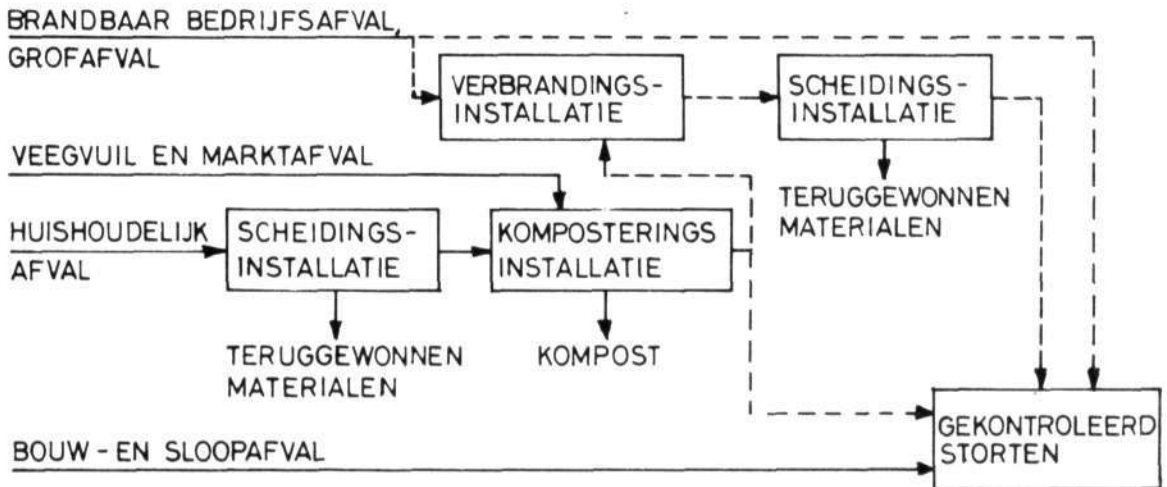 BRANDBAAR BEDRIJFSAFVAL,
GROFAFVAL
VERBRANDINGS-
INSTALLATIE
SCHEIDINGS-
INSTALLATIE
VEEGVUIL EN MARKTAFVAL
TERUGGEWONNEN
MATERIALEN
HUISHOUDELIJK
AFVAL
SCHEIDINGS-
INSTALLATIE
KOMPOSTERINGS
INSTALLATIE
TERUGGEWONNEN
MATERIALEN
KOMPOST
GEKONTROLEERD
STORTEN
BOUW- EN SLOOPAFVAL